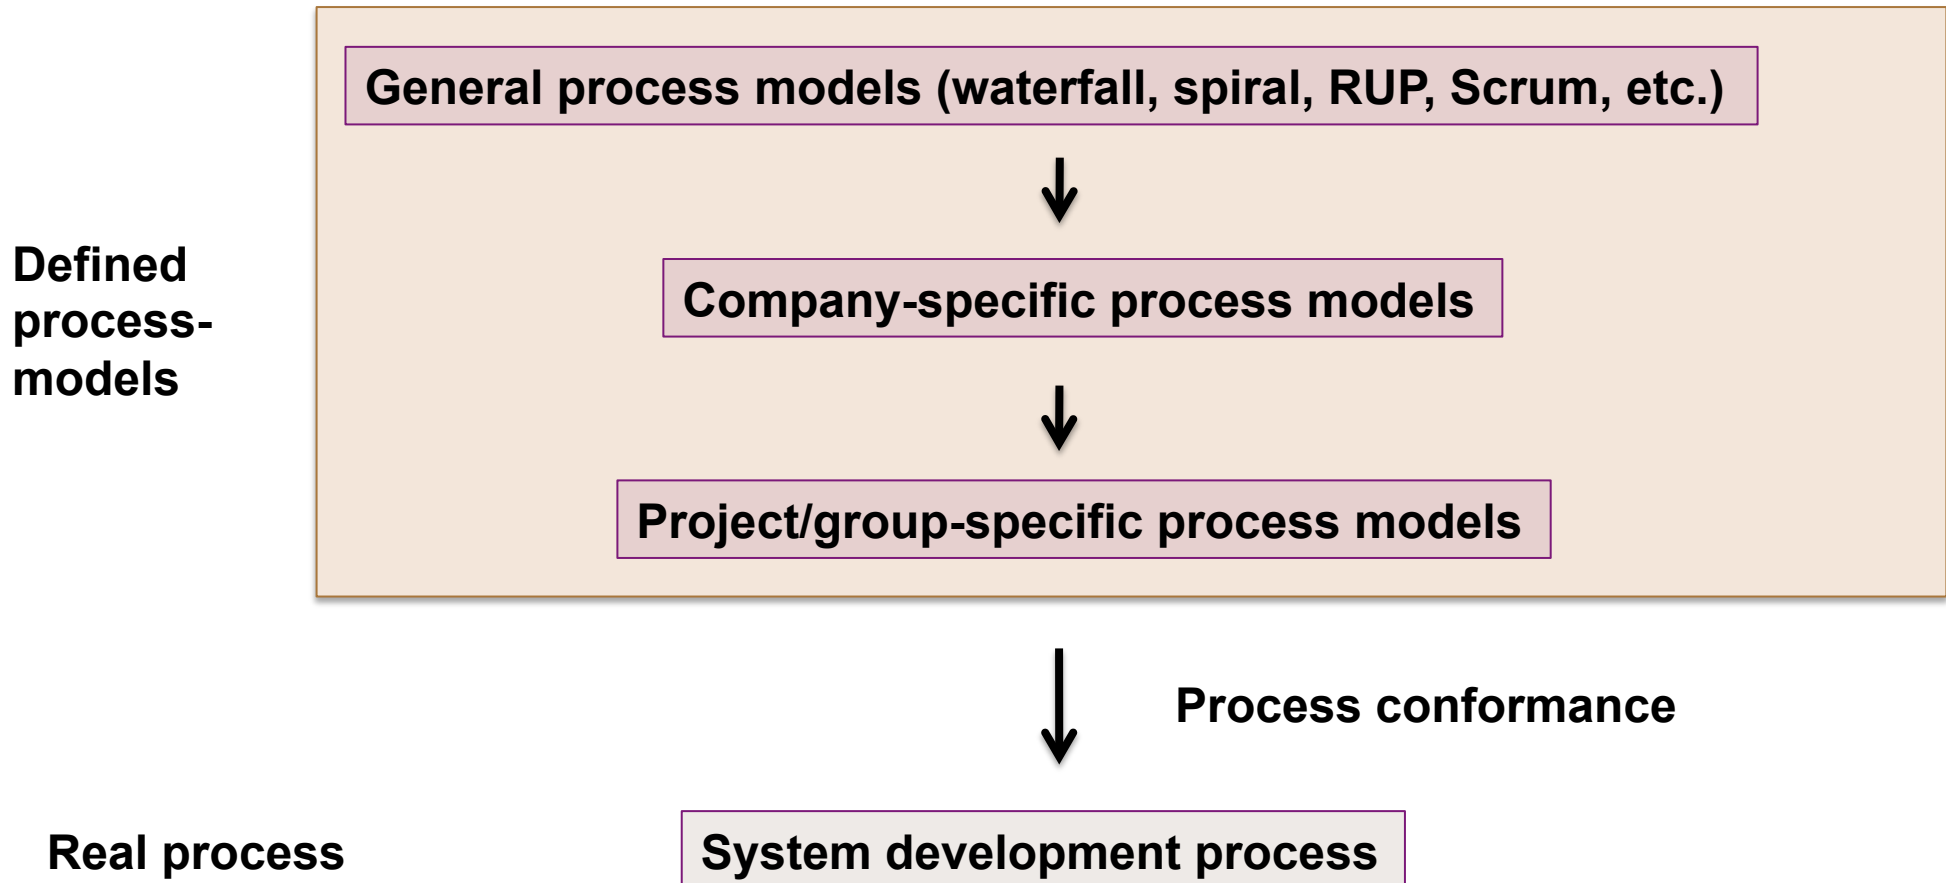 General process models (waterfall, spiral, RUP, Scrum, etc.)
Defined
process-
models
Company-specific process models
Project/group-specific process models
Process conformance
Real process
System development process